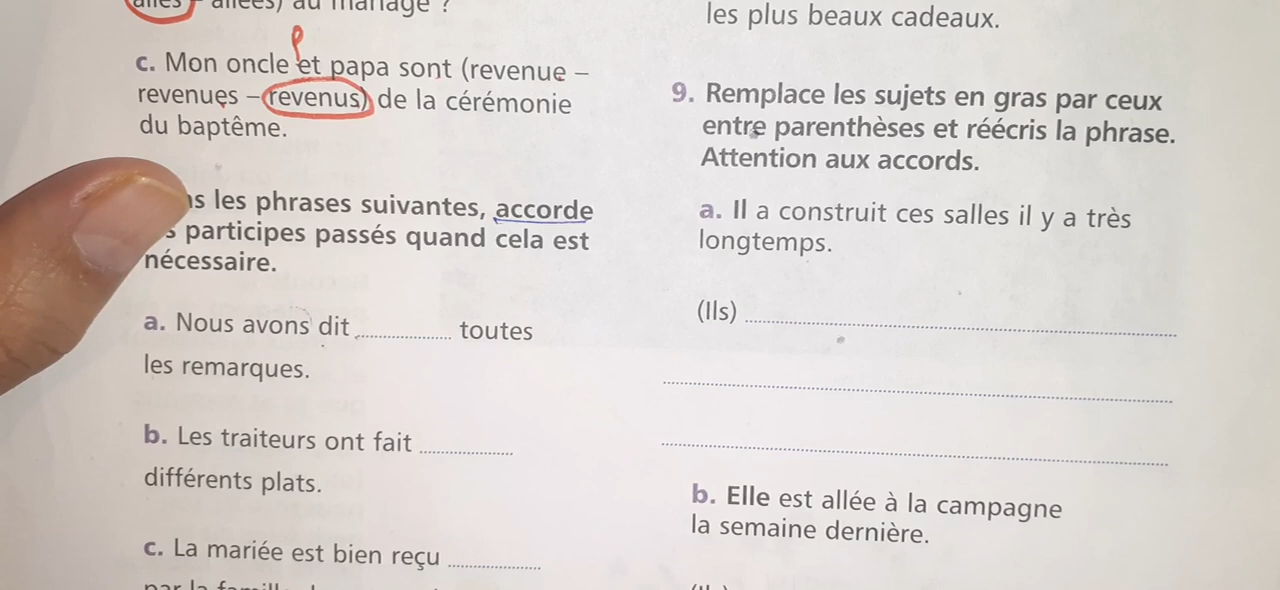 allées) au mariage ?
c. Mon oncle et papa sont (revenue –
revenues – revenus) de la cérémonie
du baptême.
les phrases suivantes, accorde
participes passés quand cela est
nécessaire.
a. Nous avons dit ............ toutes
les remarques.
b. Les traiteurs ont fait ............
différents plats.
c. La mariée est bien reçu ............
par la
les plus beaux cadeaux.
9. Remplace les sujets en gras par ceux
entre parenthèses et réécris la phrase.
Attention aux accords.
a. Il a construit ces salles il y a très
longtemps.
(Ils) ............
b. Elle est allée à la campagne
la semaine dernière.